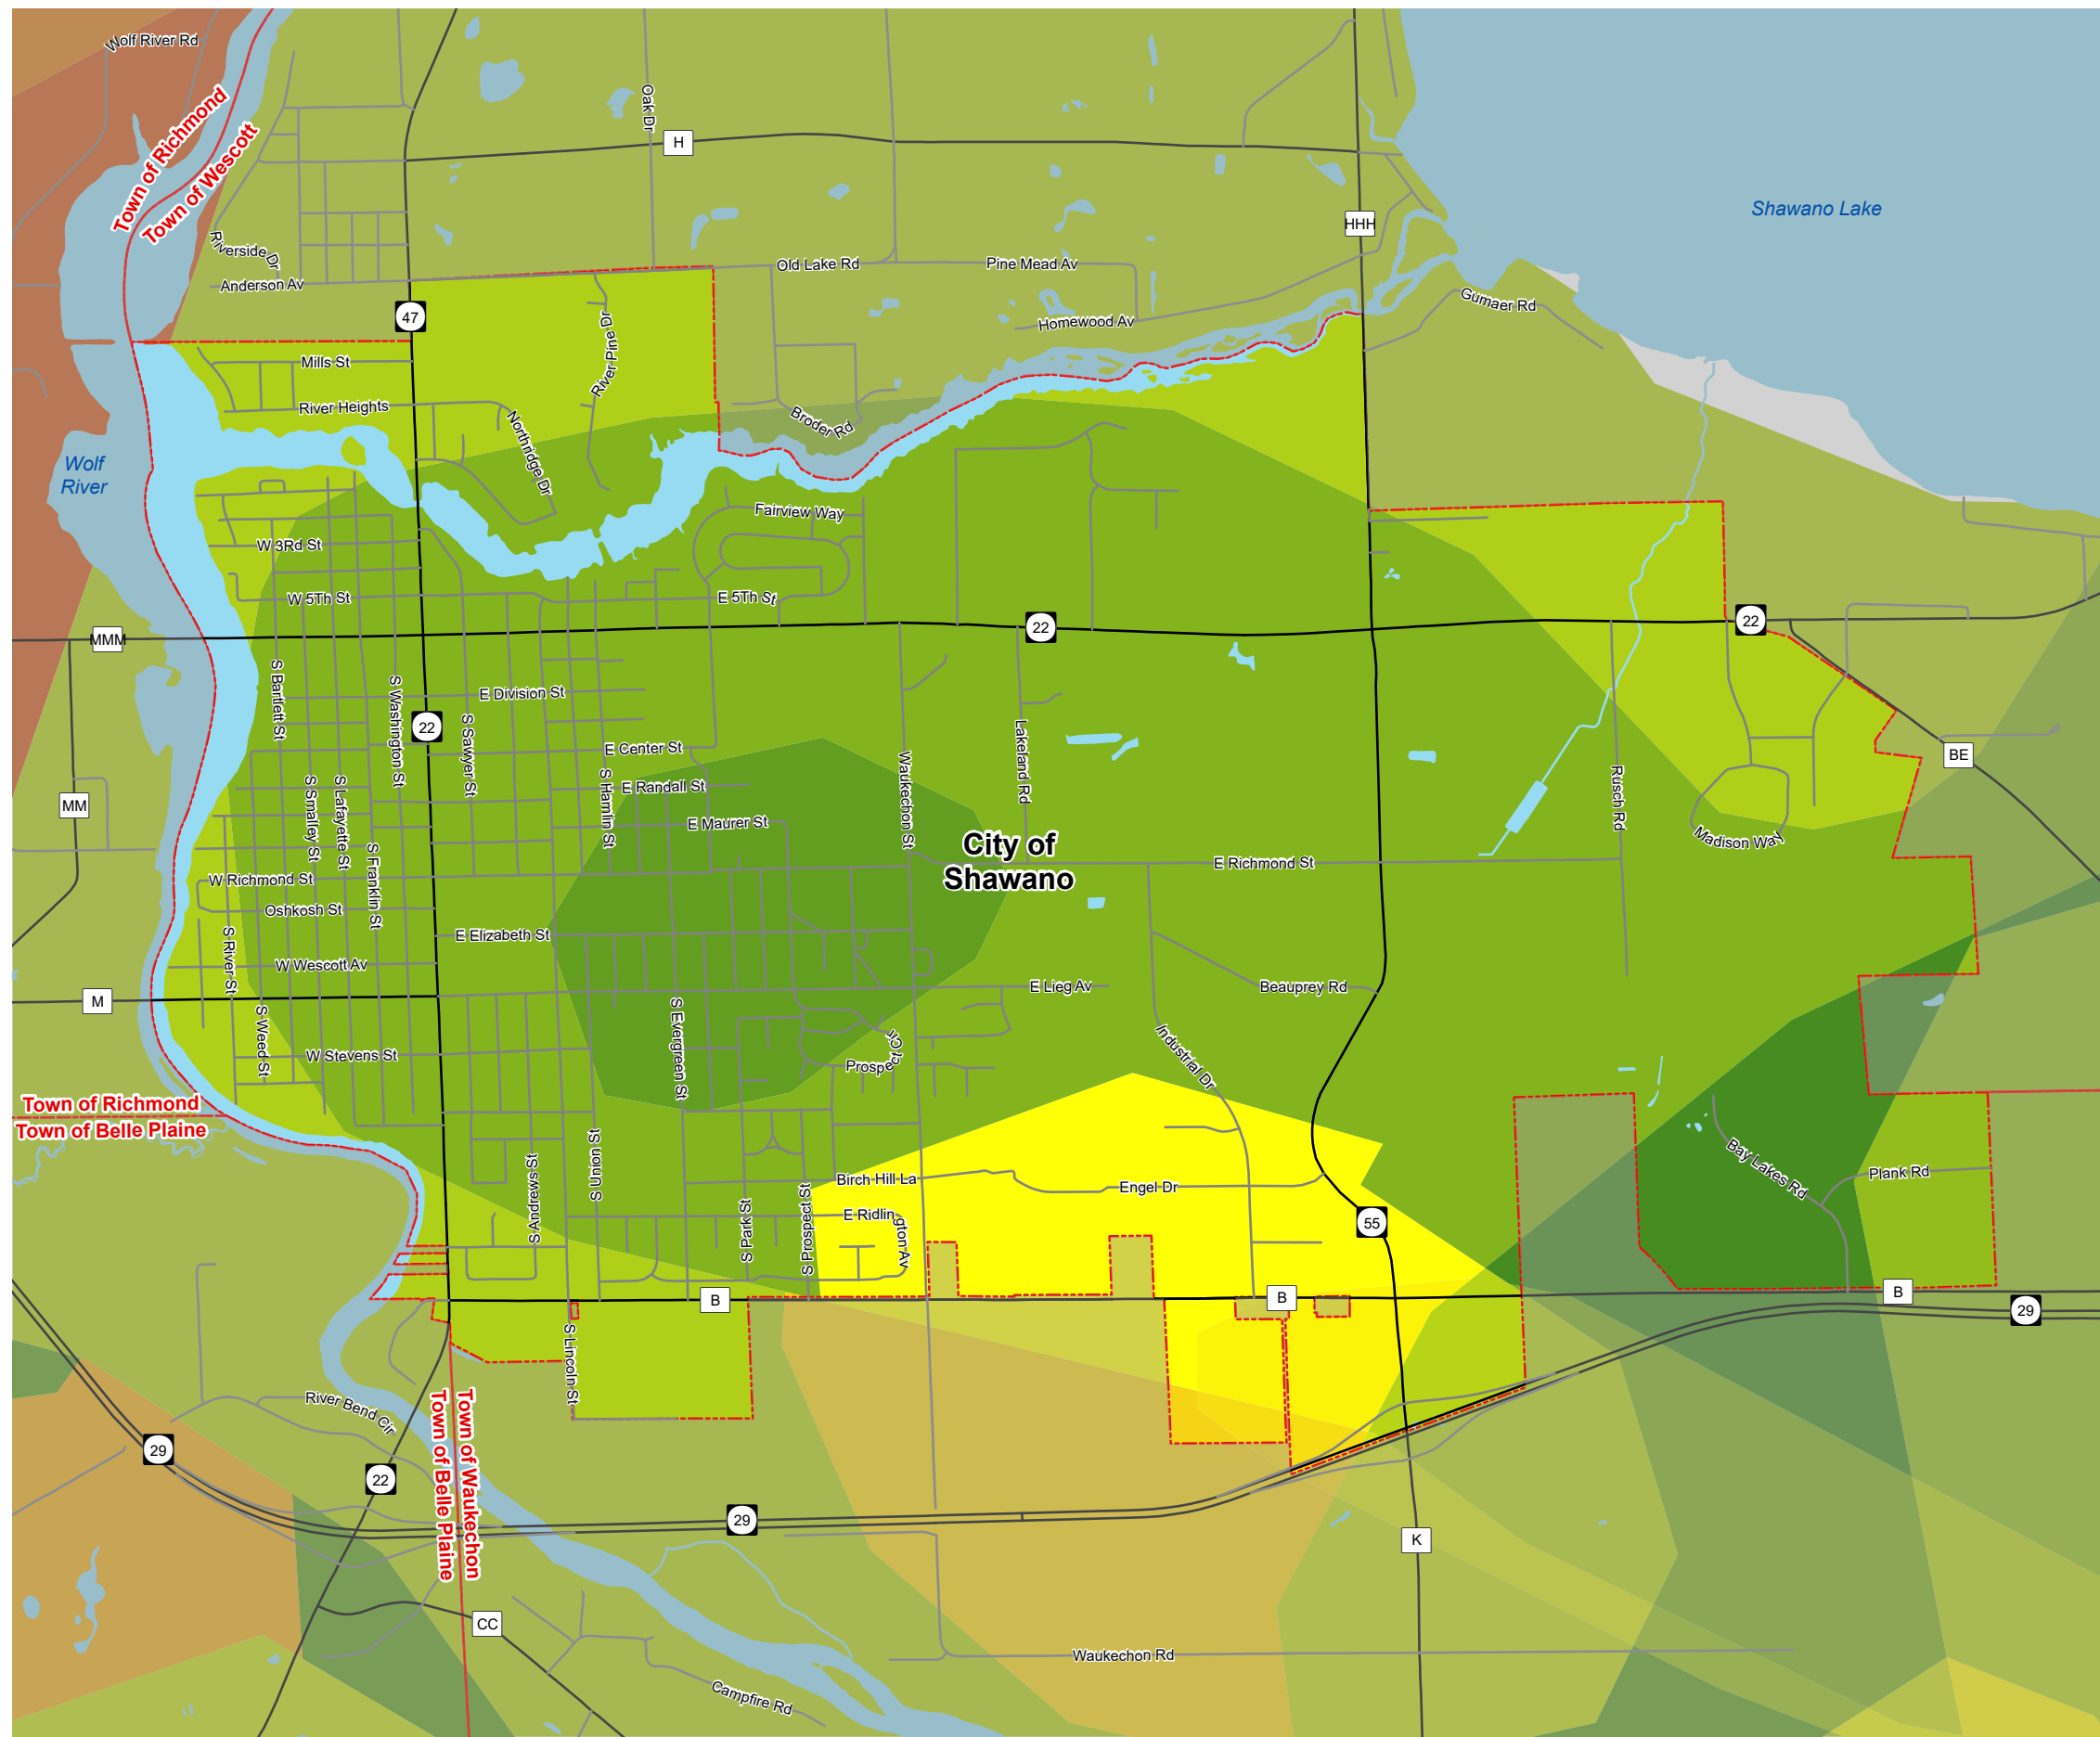 Wolf River Rd
Town of Richmond
Town of Wescott
Oak Dr
H
HHH
Shawano Lake
Riverside Dr
Anderson Av
Old Lake Rd
Pine Mead Av
Gumaer Rd
47
Homewood Av
River Pine Dr
Mills St
River Heights
Northridge Dr
Broder Rd
Wolf
River
Fairview Way
W 3Rd St
W 5Th St
E 5Th St
22
22
MMM
S Bartlett St
S Washington St
E Division St
22
S Sawyer St
E Center St
Lakeland Rd
Waukechon St
BE
MM
S Smalley St
S Lafayette St
S Hamlin St
E Randall St
Rusch Rd
E Maurer St
Madison Way
City of
Shawano
S Franklin St
E Richmond St
W Richmond St
Oshkosh St
E Elizabeth St
S River St
W Wescott Av
E Lieg Av
Beauprey Rd
M
S Weed St
S Evergreen St
W Stevens St
Prospect Cir
Industrial Dr
Town of Richmond
Town of Belle Plaine
S Union St
S Andrews St
Birch Hill La
Engel Dr
Bay Lakes Rd
Plank Rd
S Park St
S Prospect St
E Ridlington Av
55
B
B
B
29
S Lincoln St
River Bend Cir
Town of Belle Plaine
Town of Waukechon
29
22
29
K
CC
Waukechon Rd
Campfire Rd